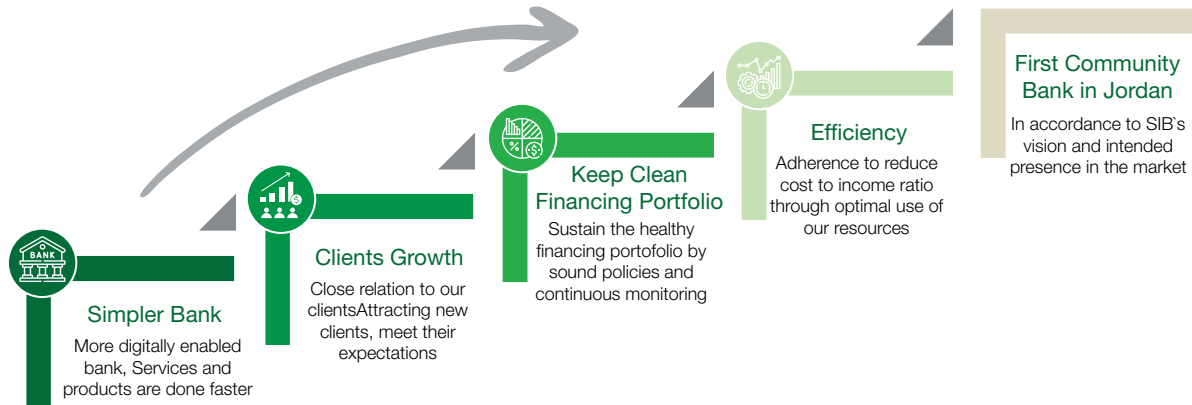 BANK
Simpler Bank
More digitally enabled
bank, Services and
products are done faster
$
Clients Growth
Close relation to our
clientsAttracting new
clients, meet their
expectations
%
$
Keep Clean
Financing Portfolio
Sustain the healthy
financing portofolio by
sound policies and
continuous monitoring
Efficiency
Adherence to reduce
cost to income ratio
through optimal use of
our resources
First Community
Bank in Jordan
In accordance to SIB`s
vision and intended
presence in the market